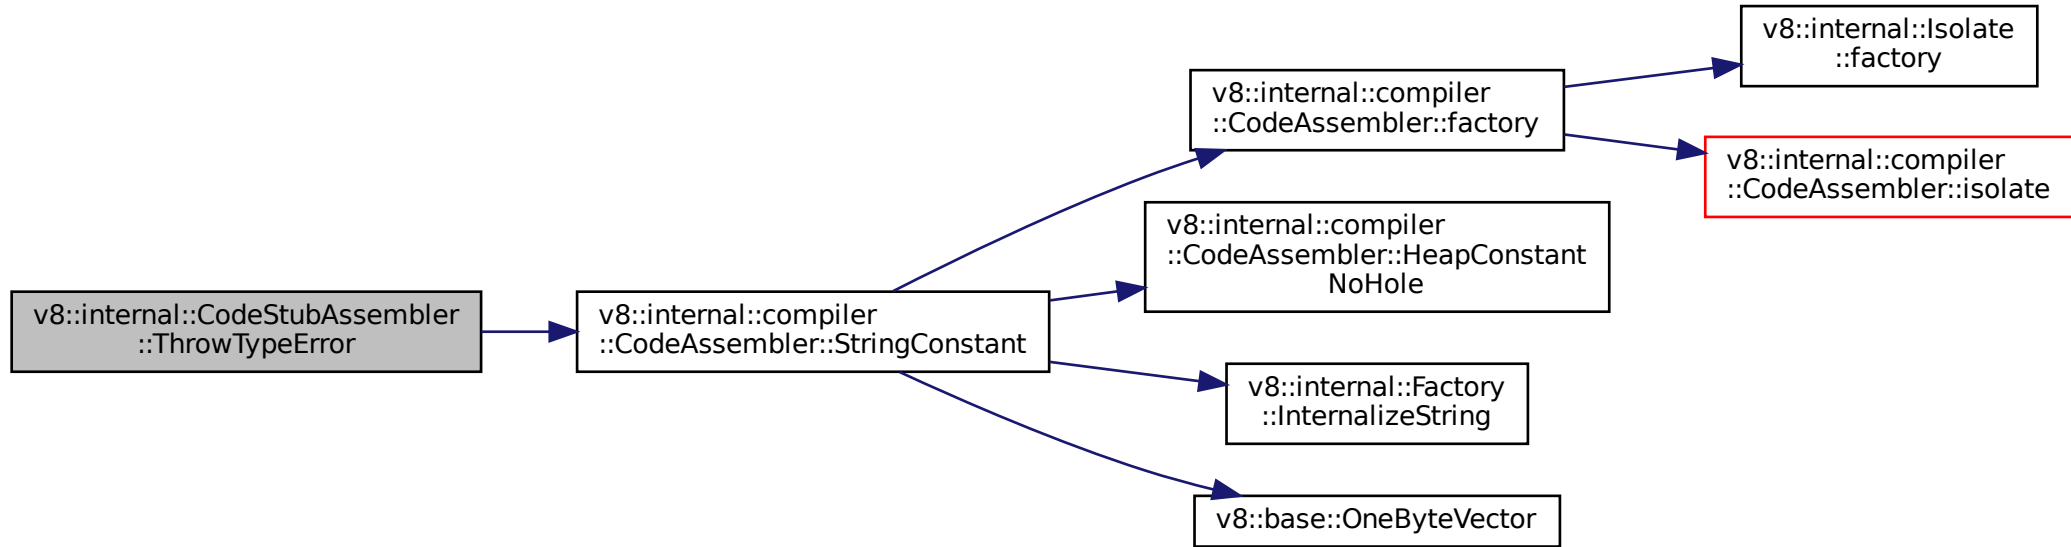 v8::internal::CodeStubAssembler
::ThrowTypeError
v8::internal::compiler
::CodeAssembler::StringConstant
v8::internal::compiler
::CodeAssembler::factory
v8::internal::Isolate
::factory
v8::internal::compiler
::CodeAssembler::isolate
v8::internal::compiler
::CodeAssembler::HeapConstant
NoHole
v8::internal::Factory
::InternalizeString
v8::base::OneByteVector